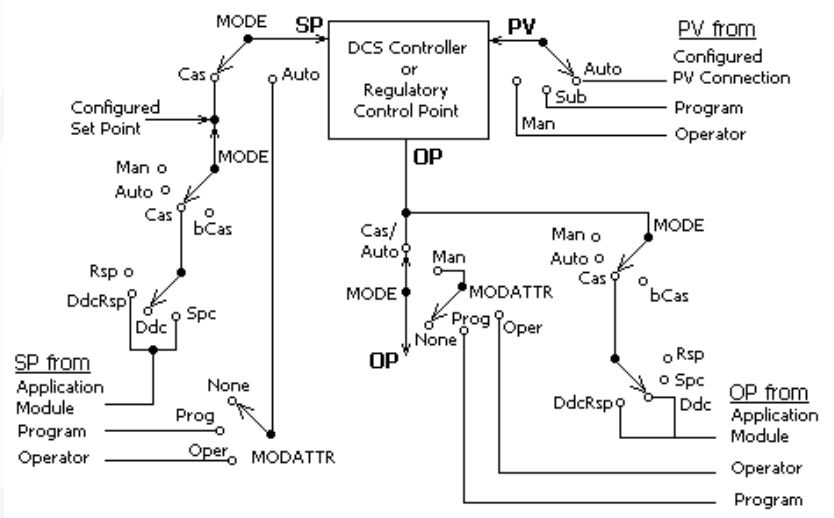 MODE
SP
DCS Controller
or
Regulatory
Control Point
PV
PV from
Configured
PV Connection
Auto
Sub
Man
Program
Operator
Cas
Auto
Configured
Set Point
MODE
Man
Auto
Cas
bCas
Rsp
DdcRsp
Ddc
Spc
SP from
Application
Module
Program
Operator
None
Prog
Oper
MODATTR
OP
Cas/
Auto
MODE
OP
Man
MODATTR
None
Prog
Oper
MODE
Man
Auto
Cas
bCas
Rsp
Spc
Ddc
DdcRsp
OP from
Application
Module
Operator
Program